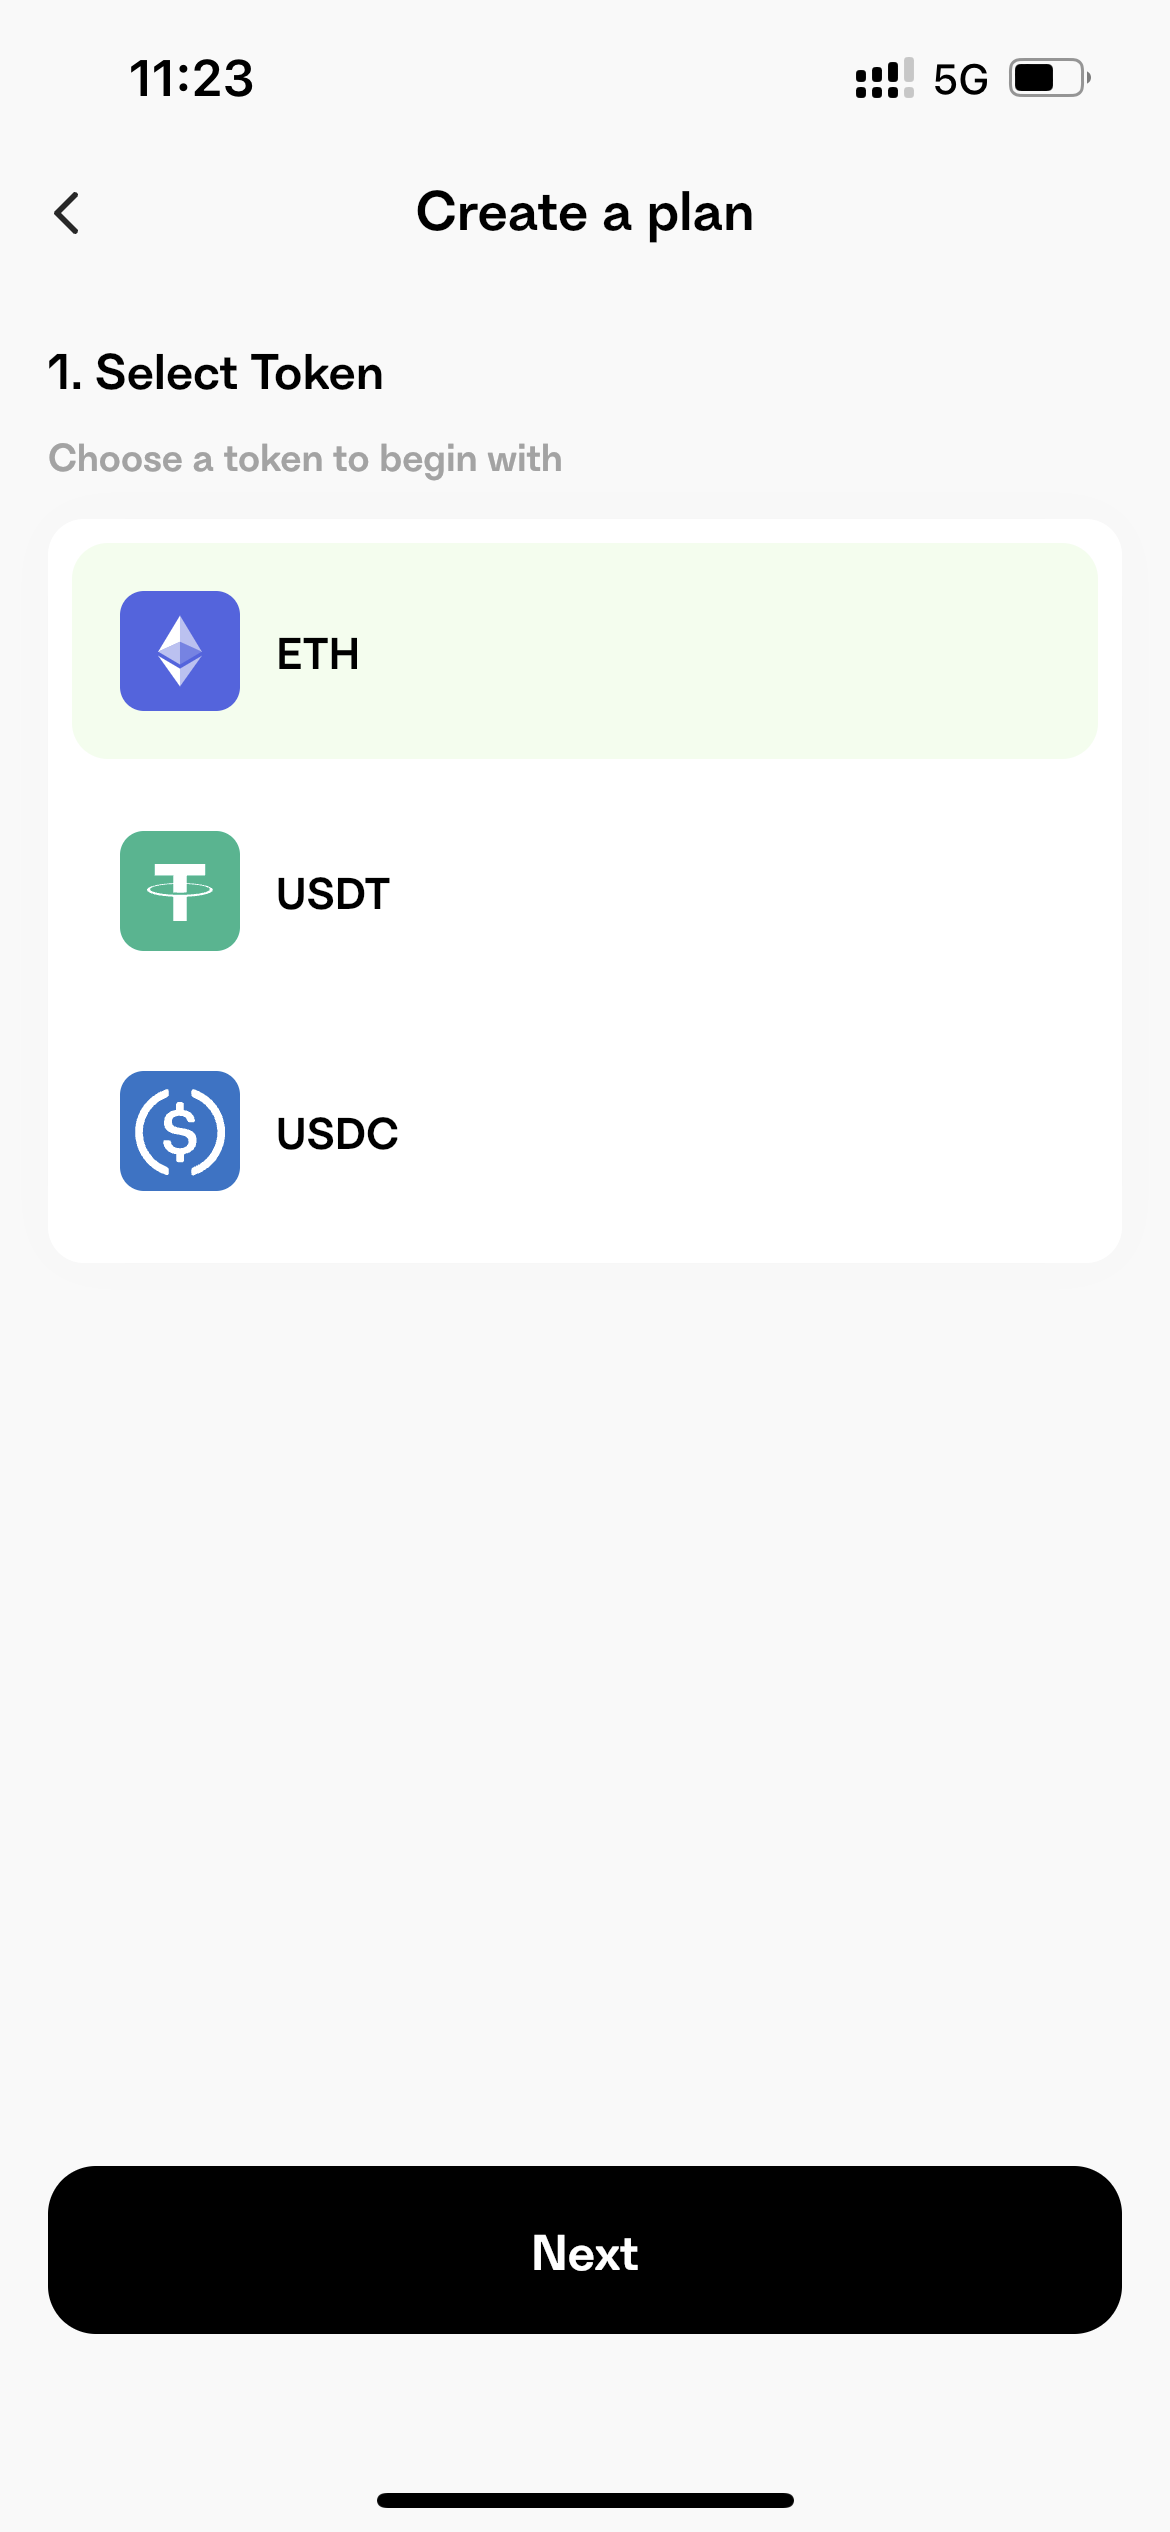 11:23
5G
Create a plan
1. Select Token
Choose a token to begin with
ETH
USDT
USDC
Next